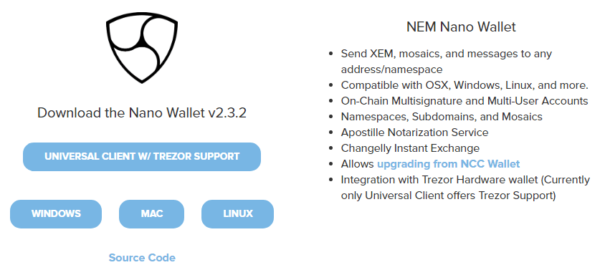 Download the Nano Wallet v2.3.2
UNIVERSAL CLIENT W/ TREZOR SUPPORT
WINDOWS
MAC
LINUX
Source Code
NEM Nano Wallet
• Send XEM, mosaics, and messages to any
address/namespace
• Compatible with OSX, Windows, Linux, and more.
• On-Chain Multisignature and Multi-User Accounts
• Namespaces, Subdomains, and Mosaics
• Apostille Notarization Service
• Changelly Instant Exchange
• Allows upgrading from NCC Wallet
• Integration with Trezor Hardware wallet (Currently
only Universal Client offers Trezor Support)